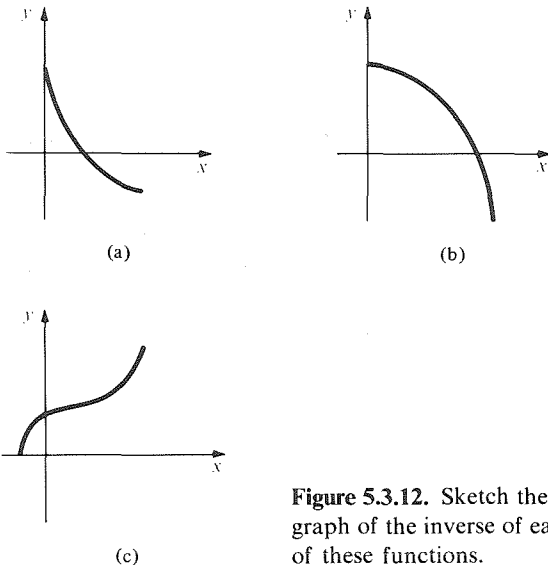 y
x
(a)
y
x
(b)
y
x
(c)
Figure 5.3.12. Sketch the
graph of the inverse of ea
of these functions.